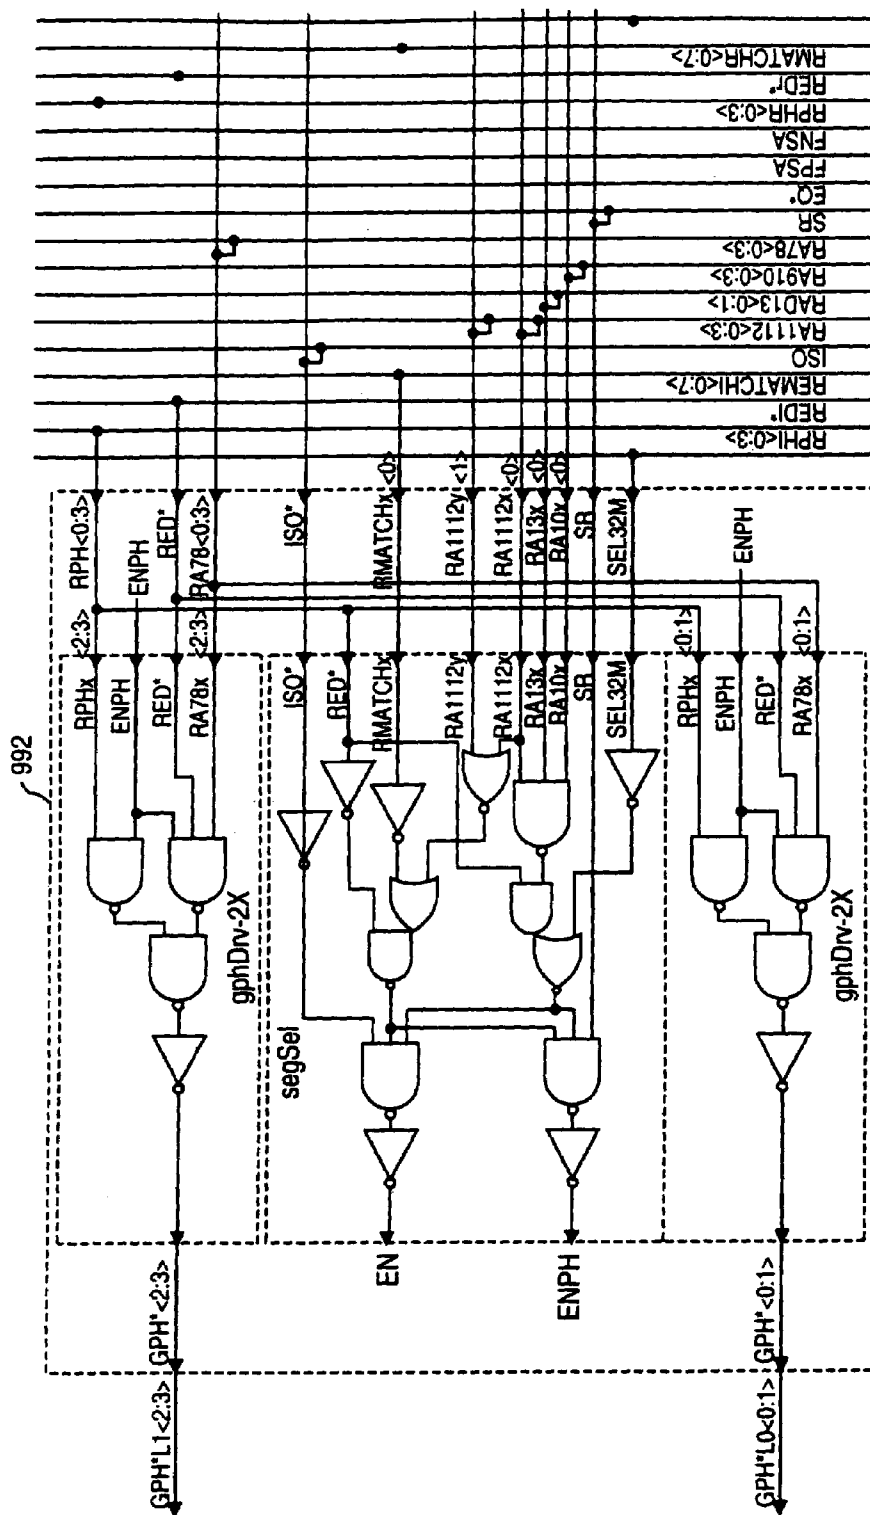 RMATCHR<0:7>
REDr*
RPHR<0:3>
FNSA
FPSA
EQ*
SR
RA78<0:3>
RA910<0:3>
RAD13<0:1>
RA1112<0:3>
ISO
REMATCHI<0:7>
REDI*
RPHI<0:3>
992
RPH<0:3>
ENPH
RED*
RA78<0:3>
ISO*
RMATCHx <0>
RA1112y <1>
RA1112x <0>
RA13x <0>
RA10x <0>
SR
SEL32M
ENPH
RPHx <2:3>
ENPH
RED*
RA78x <2:3>
ISO*
RED*
RMATCHx
RA1112y
RA1112x
RA13x
RA10x
SR
SEL32M
RPHx <0:1>
ENPH
RED*
RA78x <0:1>
gphDrv-2X
segSel
gphDrv-2X
EN
ENPH
GPH*<2:3>
GPH*<0:1>
GPH*L1<2:3>
GPH*L0<0:1>